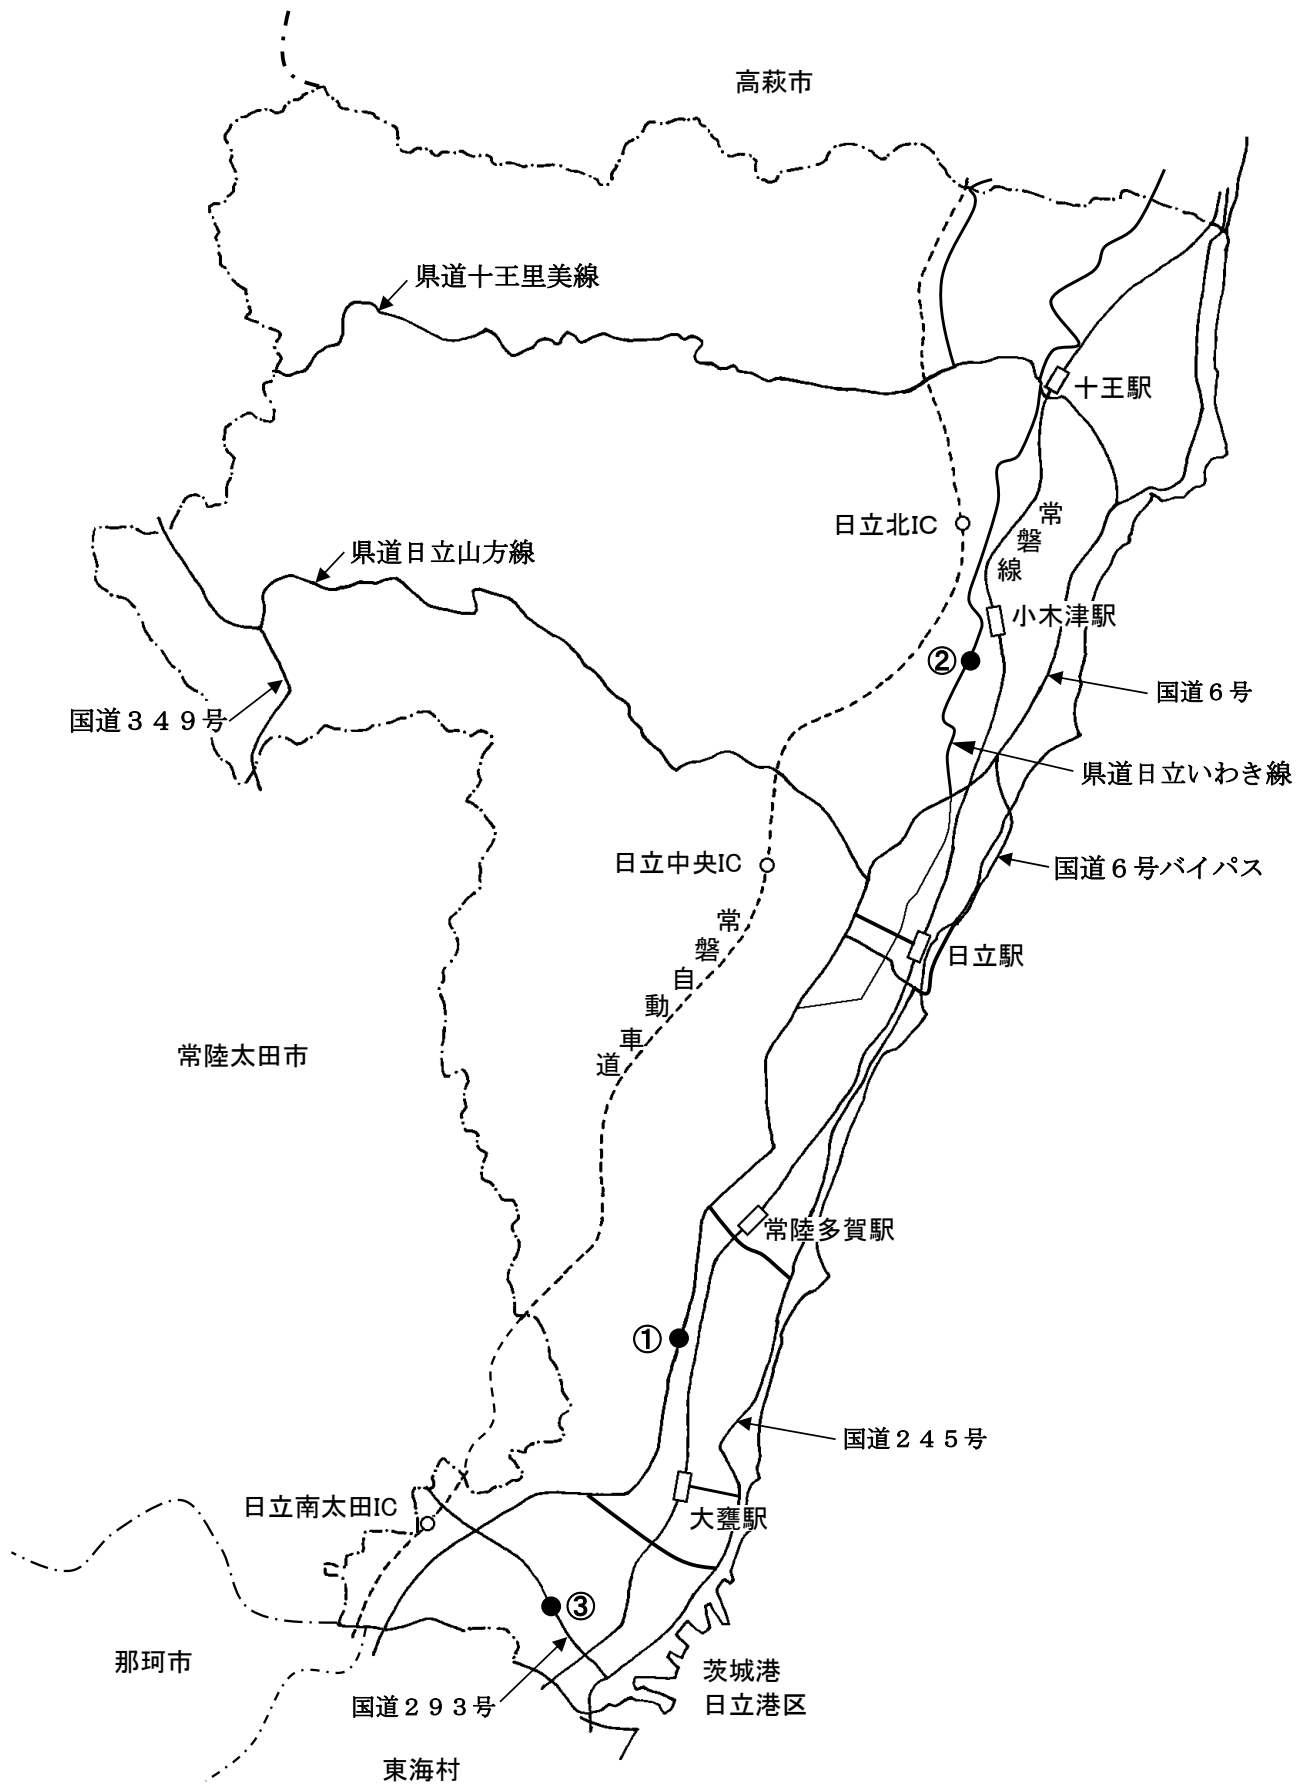 高萩市
県道十王里美線
十王駅
日立北IC
常磐線
県道日立山方線
小木津駅
②
国道６号
国道３４９号
県道日立いわき線
日立中央IC
国道６号バイパス
常磐自動車道
日立駅
常陸太田市
常陸多賀駅
①
国道２４５号
日立南太田IC
大甕駅
③
那珂市
茨城港
日立港区
国道２９３号
東海村